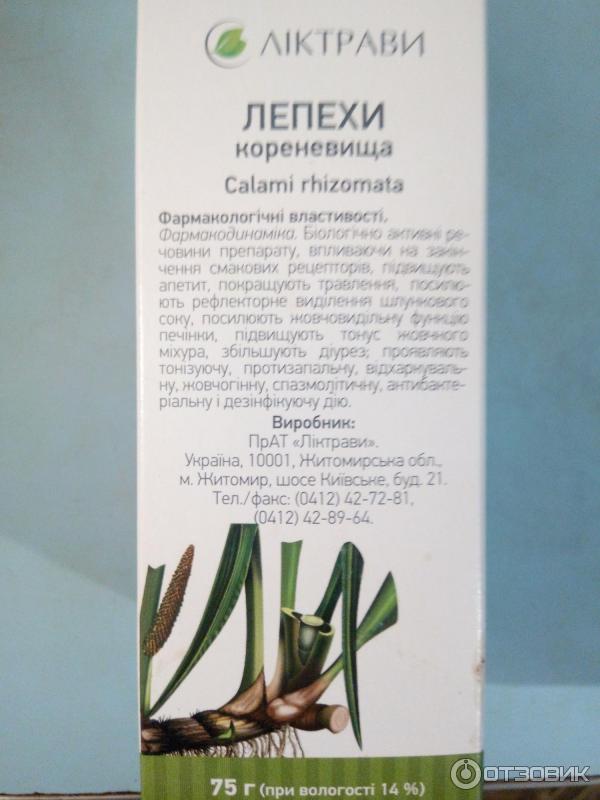 ЛІКТРАВИ
ЛЕПЕХИ
кореневища
Calami rhizomata
Фармакологічні властивості.
Фармакодинаміка. Біологічно активні ре-
човини препарату, впливаючи на закін-
чення смакових рецепторів, підвищують
апетит, покращують травлення, посилю-
ють рефлекторне виділення шлункового
соку, посилюють жовчовидільну функцію
печінки, підвищують тонус жовчного
міхура, збільшують діурез; проявляють
тонізуючу, протизапальну, відхаркуваль-
ну, жовчогінну, спазмолітичну, антибакте-
ріальну і дезінфікуючу дію.
Виробник:
ПрАТ «Ліктрави».
Україна, 10001, Житомирська обл.,
м. Житомир, шосе Київське, буд. 21.
Тел./факс: (0412) 42-72-81,
(0412) 42-89-64.
75 г (при вологості 14 %)
ОТЗОВИК